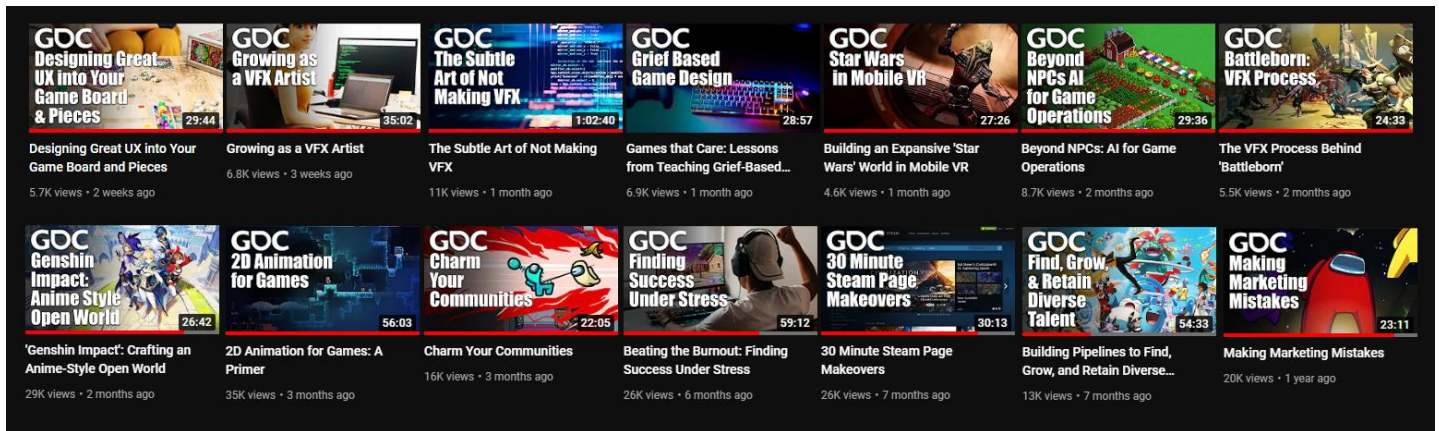 GDC
Designing Great
UX into Your
Game Board
& Pieces
29:44
Designing Great UX into Your
Game Board and Pieces
5.7K views • 2 weeks ago
GDC
Growing as
a VFX Artist
35:02
Growing as a VFX Artist
6.8K views • 3 weeks ago
GDC
The Subtle
Art of Not
Making VFX
1:02:40
The Subtle Art of Not Making
VFX
11K views • 1 month ago
GDC
Grief Based
Game Design
28:57
Games that Care: Lessons
from Teaching Grief-Based...
6.9K views • 1 month ago
GDC
Star Wars
in Mobile VR
27:26
Building an Expansive 'Star
Wars' World in Mobile VR
4.6K views • 1 month ago
GDC
Beyond
NPCs AI
for Game
Operations
29:36
Beyond NPCs: AI for Game
Operations
8.7K views • 2 months ago
GDC
Battleborn:
VFX Process
24:33
The VFX Process Behind
'Battleborn'
5.5K views • 2 months ago
GDC
Genshin
Impact:
Anime Style
Open World
26:42
'Genshin Impact': Crafting an
Anime-Style Open World
29K views • 2 months ago
GDC
2D Animation
for Games
56:03
2D Animation for Games: A
Primer
35K views • 3 months ago
GDC
Charm
Your
Communities
22:05
Charm Your Communities
16K views • 3 months ago
GDC
Finding
Success
Under Stress
59:12
Beating the Burnout: Finding
Success Under Stress
26K views • 6 months ago
GDC
30 Minute
Steam Page
Makeovers
30:13
30 Minute Steam Page
Makeovers
26K views • 7 months ago
GDC
Find, Grow,
& Retain
Diverse
Talent
54:33
Building Pipelines to Find,
Grow, and Retain Diverse...
13K views • 7 months ago
GDC
Making
Marketing
Mistakes
23:11
Making Marketing Mistakes
20K views • 1 year ago